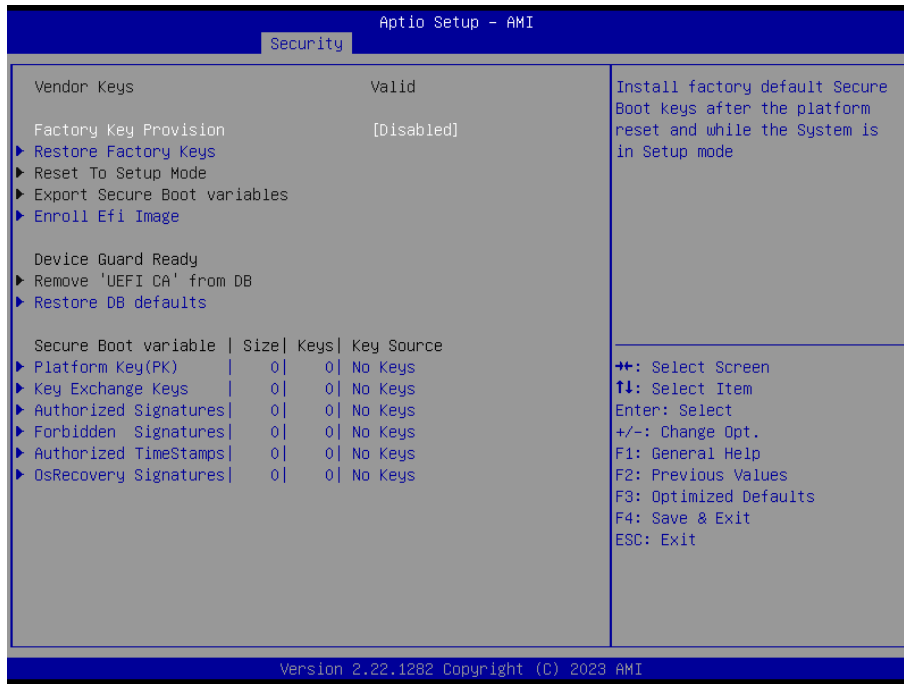 Aptio Setup - AMI
Security
Vendor Keys Valid
Factory Key Provision [Disabled]
Restore Factory Keys
Reset To Setup Mode
Export Secure Boot variables
Enroll Efi Image
Device Guard Ready
Remove 'UEFI CA' from DB
Restore DB defaults
Secure Boot variable | Size| Keys| Key Source
Platform Key(PK) | 0| 0| No Keys
Key Exchange Keys | 0| 0| No Keys
Authorized Signatures| 0| 0| No Keys
Forbidden Signatures| 0| 0| No Keys
Authorized TimeStamps| 0| 0| No Keys
OsRecovery Signatures| 0| 0| No Keys
Install factory default Secure
Boot keys after the platform
reset and while the System is
in Setup mode
→←: Select Screen
↑↓: Select Item
Enter: Select
+/-: Change Opt.
F1: General Help
F2: Previous Values
F3: Optimized Defaults
F4: Save & Exit
ESC: Exit
Version 2.22.1282 Copyright (C) 2023 AMI